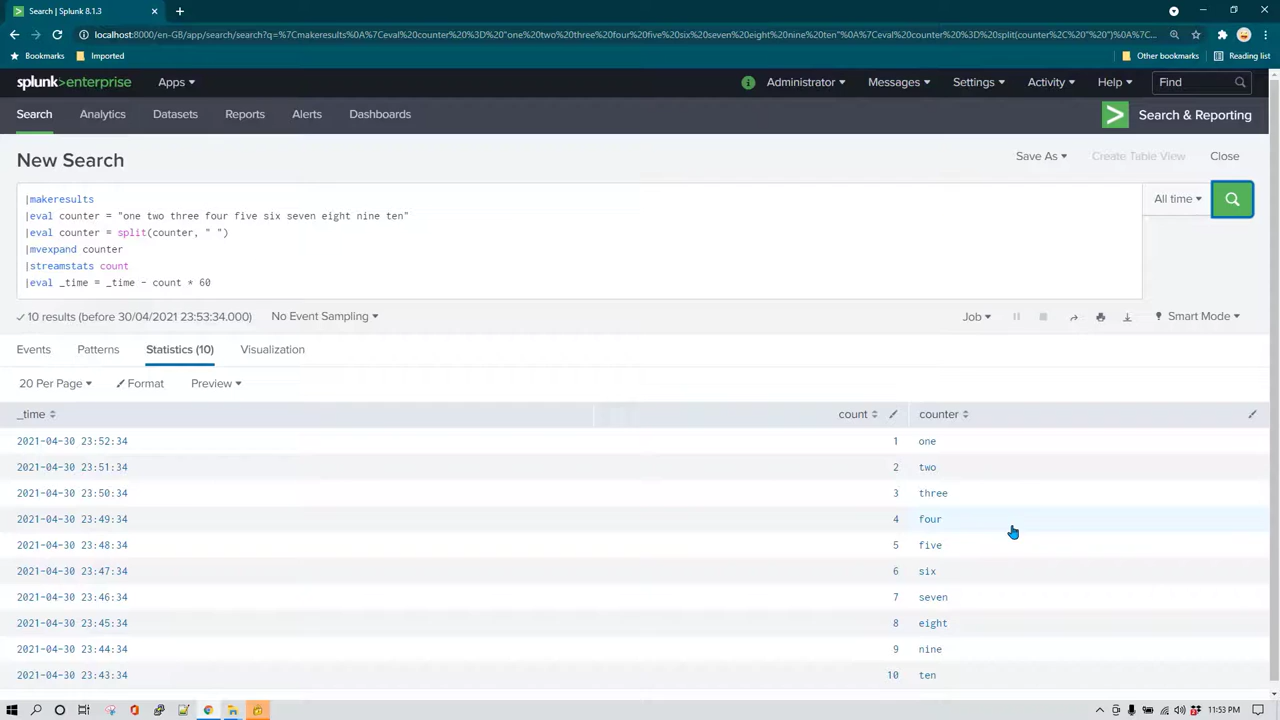 Search | Splunk 8.1.3
localhost:8000/en-GB/app/search/search?q=%7Cmakeresults%0A%7Ceval%20counter%20%3D%20"one%20two%20three%20four%20five%20six%20seven%20eight%20nine%20ten"%0A%7Ceval%20counter%20%3D%20split(counter%2C%20"%20")%0A%7C...
Bookmarks Imported Other bookmarks Reading list
splunk>enterprise Apps Administrator Messages Settings Activity Help Find
Search Analytics Datasets Reports Alerts Dashboards Search & Reporting
New Search Save As Create Table View Close
|makeresults
|eval counter = "one two three four five six seven eight nine ten"
|eval counter = split(counter, " ")
|mvexpand counter
|streamstats count
|eval _time = _time - count * 60
All time
10 results (before 30/04/2021 23:53:34.000) No Event Sampling Job Smart Mode
Events Patterns Statistics (10) Visualization
20 Per Page Format Preview
_time count counter
2021-04-30 23:52:34 1 one
2021-04-30 23:51:34 2 two
2021-04-30 23:50:34 3 three
2021-04-30 23:49:34 4 four
2021-04-30 23:48:34 5 five
2021-04-30 23:47:34 6 six
2021-04-30 23:46:34 7 seven
2021-04-30 23:45:34 8 eight
2021-04-30 23:44:34 9 nine
2021-04-30 23:43:34 10 ten
11:53 PM